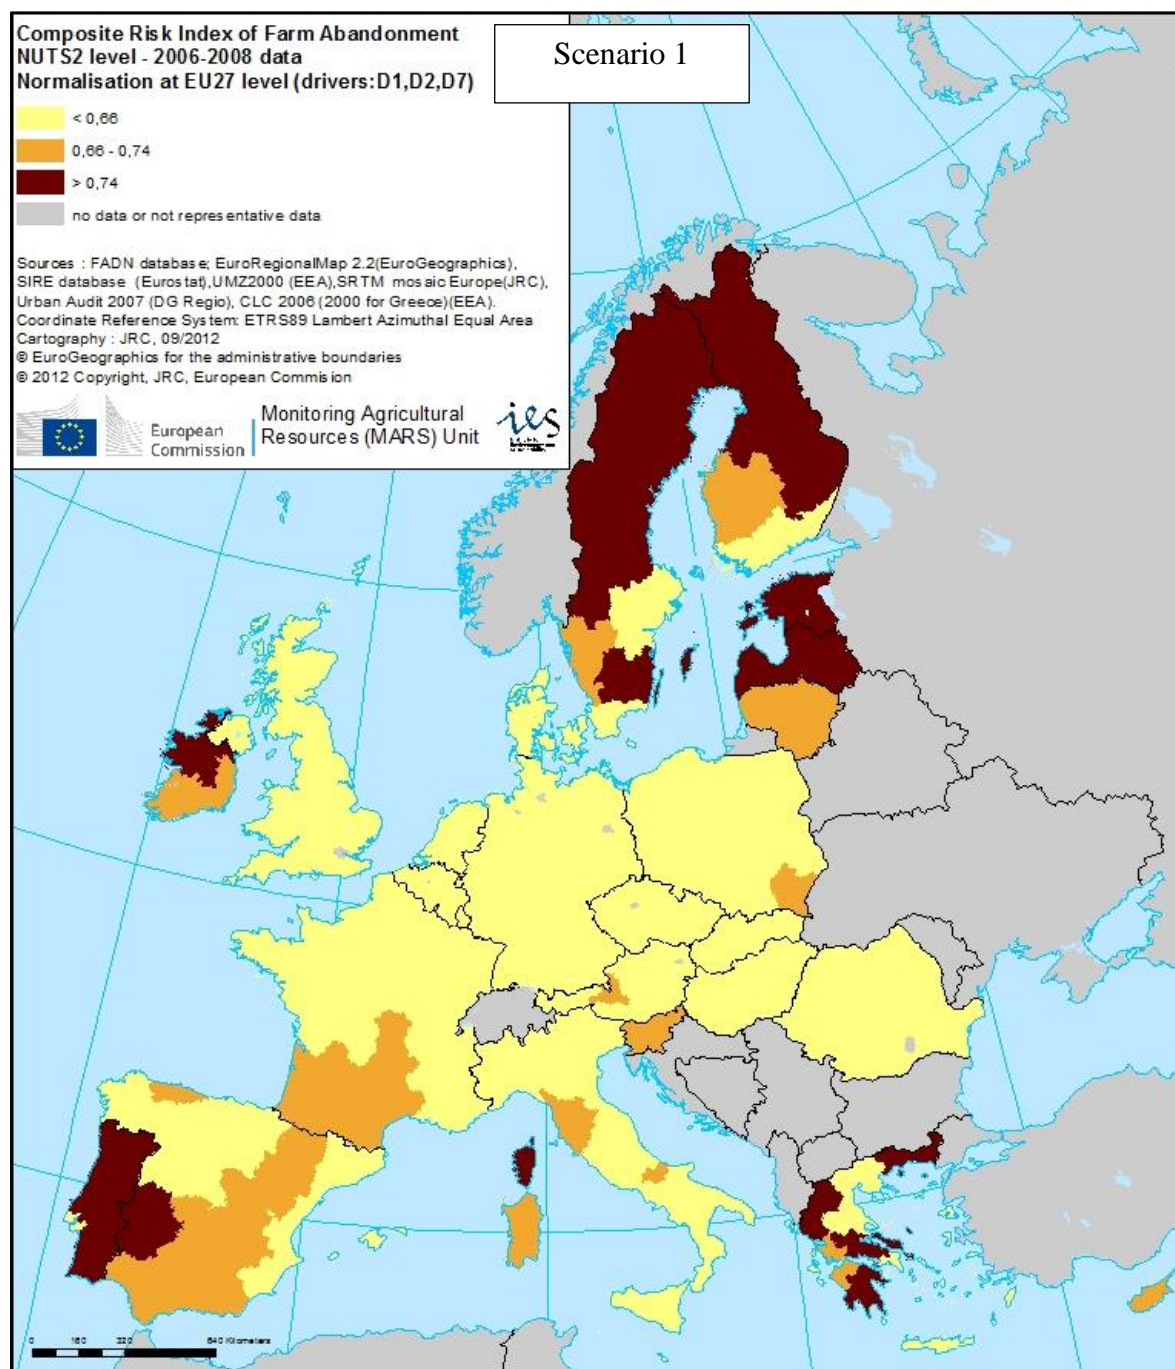 Composite Risk Index of Farm Abandonment
NUTS2 level - 2006-2008 data
Normalisation at EU27 level (drivers:D1,D2,D7)
Scenario 1
< 0,66
0,66 - 0,74
> 0,74
no data or not representative data
Sources : FADN database; EuroRegionalMap 2.2(EuroGeographics),
SIRE database (Eurostat),UMZ2000 (EEA),SRTM mosaic Europe(JRC),
Urban Audit 2007 (DG Regio), CLC 2006 (2000 for Greece)(EEA).
Coordinate Reference System: ETRS89 Lambert Azimuthal Equal Area
Cartography : JRC, 09/2012
© EuroGeographics for the administrative boundaries
© 2012 Copyright, JRC, European Commision
European
Commission
Monitoring Agricultural
Resources (MARS) Unit
ies
0 160 320 640 Kilometers